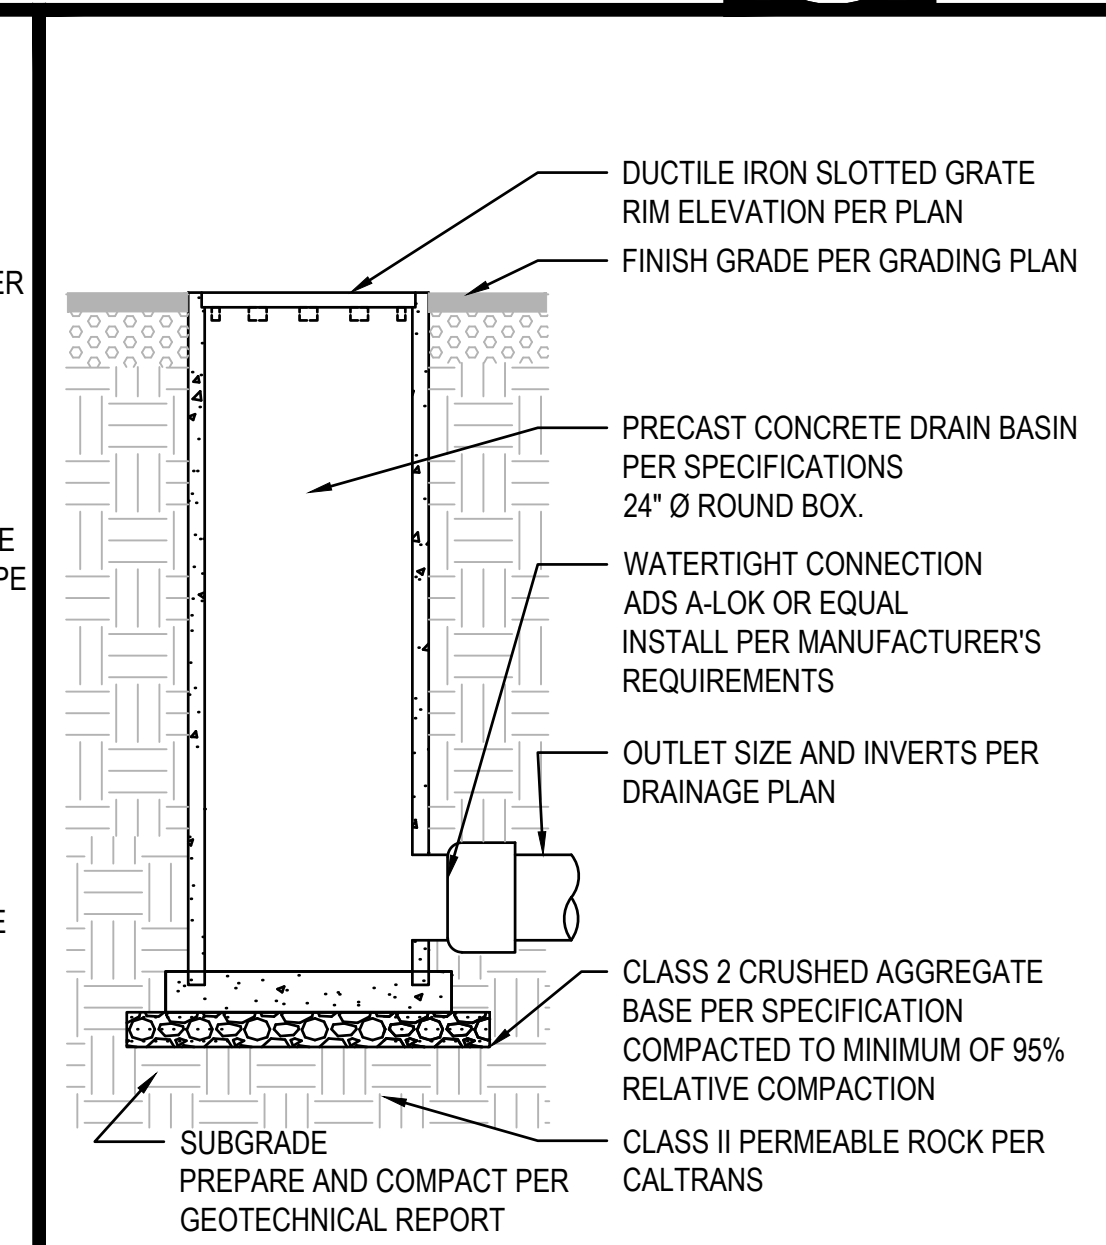 DUCTILE IRON SLOTTED GRATE
RIM ELEVATION PER PLAN
FINISH GRADE PER GRADING PLAN
ER
PRECAST CONCRETE DRAIN BASIN
PER SPECIFICATIONS
24" Ø ROUND BOX.
E
PE
WATERTIGHT CONNECTION
ADS A-LOK OR EQUAL
INSTALL PER MANUFACTURER'S
REQUIREMENTS
OUTLET SIZE AND INVERTS PER
DRAINAGE PLAN
E
CLASS 2 CRUSHED AGGREGATE
BASE PER SPECIFICATION
COMPACTED TO MINIMUM OF 95%
RELATIVE COMPACTION
SUBGRADE
PREPARE AND COMPACT PER
GEOTECHNICAL REPORT
CLASS II PERMEABLE ROCK PER
CALTRANS